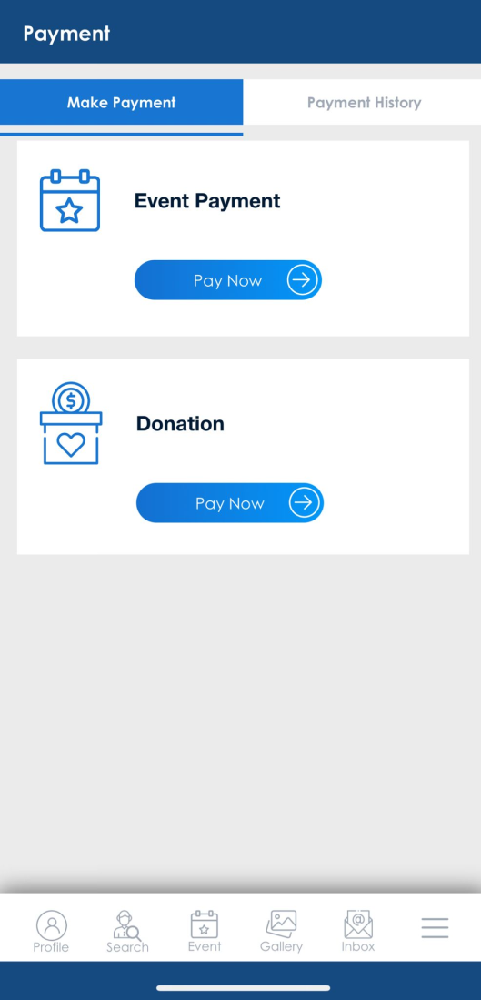 Payment
Make Payment
Payment History
Event Payment
Pay Now
$
Donation
Pay Now
@
Profile
Search
Event
Gallery
Inbox